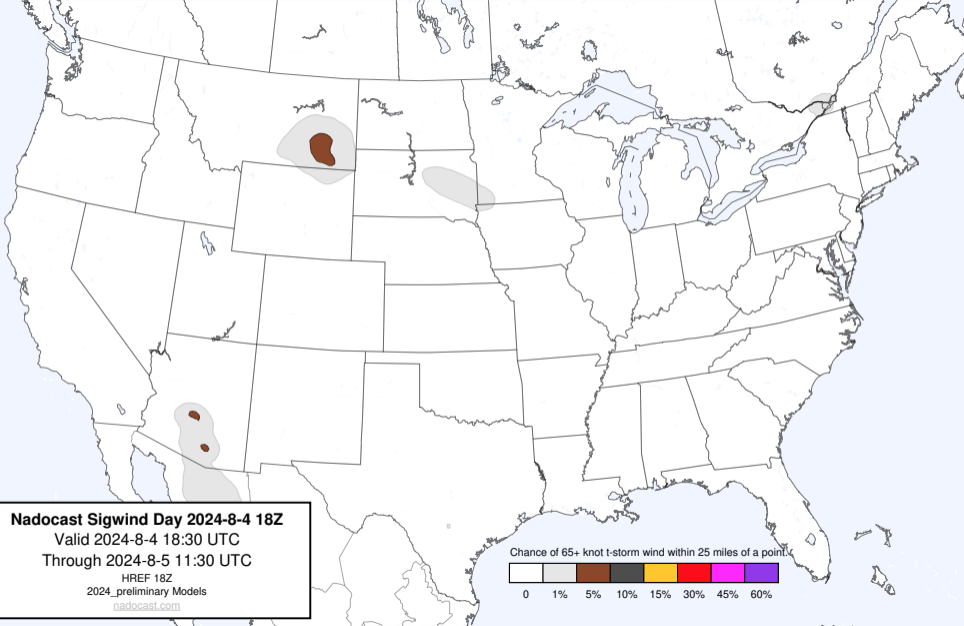 Nadocast Sigwind Day 2024-8-4 18Z
Valid 2024-8-4 18:30 UTC
Through 2024-8-5 11:30 UTC
HREF 18Z
2024_preliminary Models
nadocast.com
Chance of 65+ knot t-storm wind within 25 miles of a point.
0 1% 5% 10% 15% 30% 45% 60%